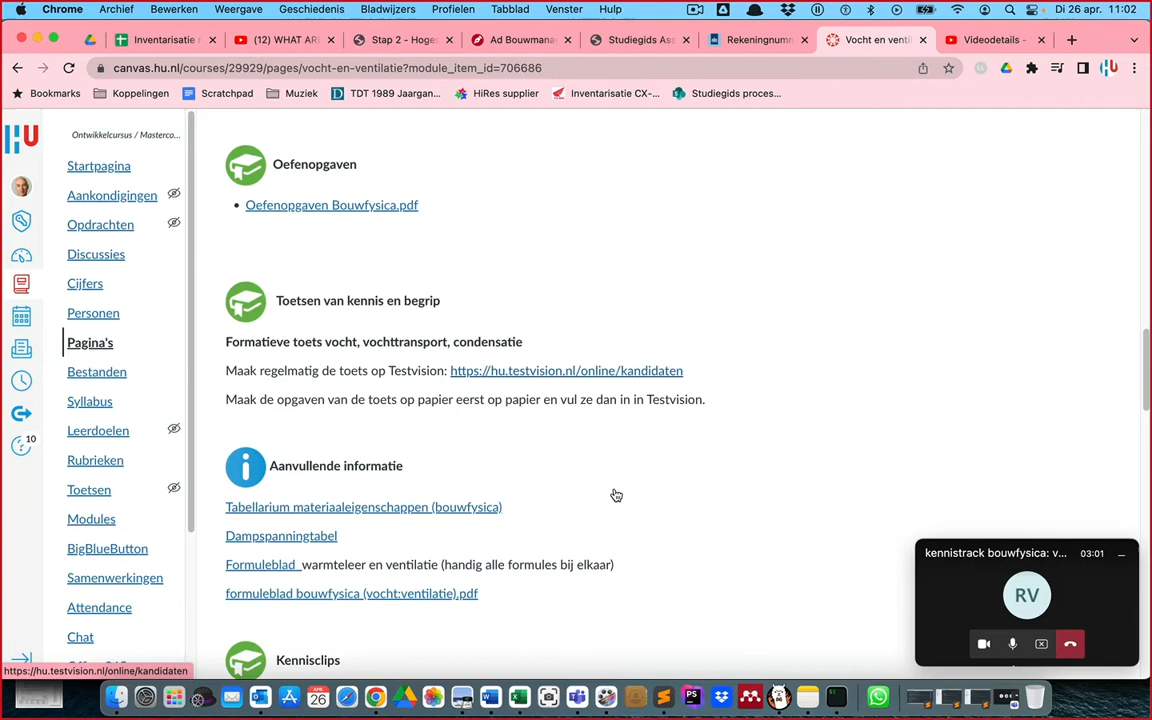 Chrome Archief Bewerken Weergave Geschiedenis Bladwijzers Profielen Tabblad Venster Hulp Di 26 apr. 11:02
Inventarisatie (12) WHAT AR Stap 2 - Hoge Ad Bouwmana Studiegids Ass Rekeningnumm Vocht en ventil Videodetails -
canvas.hu.nl/courses/29929/pages/vocht-en-ventilatie?module_item_id=706686
Bookmarks Koppelingen Scratchpad Muziek TDT 1989 Jaargan... HiRes supplier Inventarisatie CX-... Studiegids proces...
HU
Ontwikkelcursus / Masterco...
Startpagina
Aankondigingen
Opdrachten
Discussies
Cijfers
Personen
Pagina's
Bestanden
Syllabus
Leerdoelen
10
Rubrieken
Toetsen
Modules
BigBlueButton
Samenwerkingen
Attendance
Chat
https://hu.testvision.nl/online/kandidaten
Oefenopgaven
• Oefenopgaven Bouwfysica.pdf
Toetsen van kennis en begrip
Formatieve toets vocht, vochttransport, condensatie
Maak regelmatig de toets op Testvision: https://hu.testvision.nl/online/kandidaten
Maak de opgaven van de toets op papier eerst op papier en vul ze dan in in Testvision.
Aanvullende informatie
Tabellarium materiaaleigenschappen (bouwfysica)
Dampspanningtabel
Formuleblad warmteleer en ventilatie (handig alle formules bij elkaar)
formuleblad bouwfysica (vocht:ventilatie).pdf
Kennisclips
kennistrack bouwfysica: v... 03:01
RV